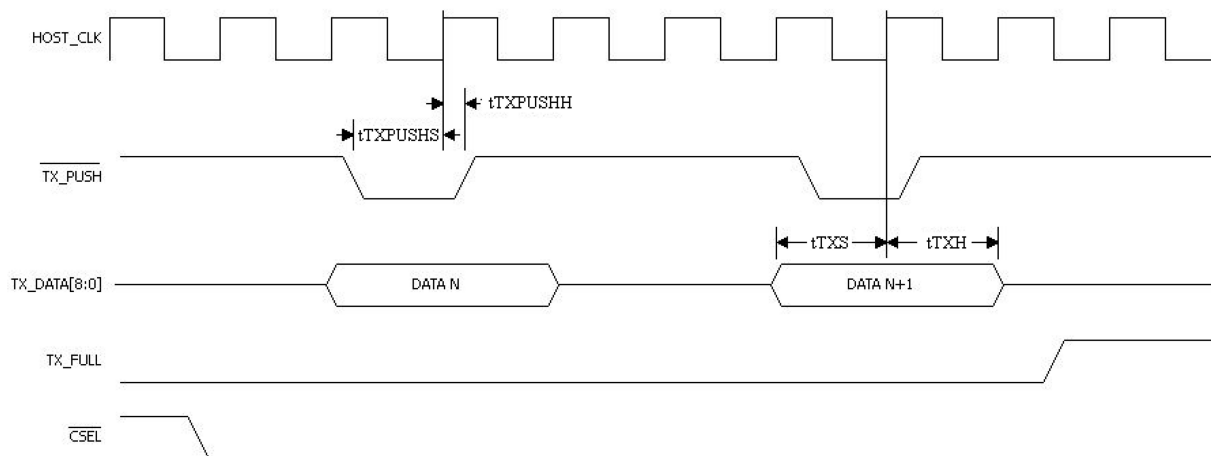 HOST_CLK
tTXPUSHH
tTXPUSHS
TX_PUSH
tTXS
tTXH
TX_DATA[8:0]
DATA N
DATA N+1
TX_FULL
CSEL